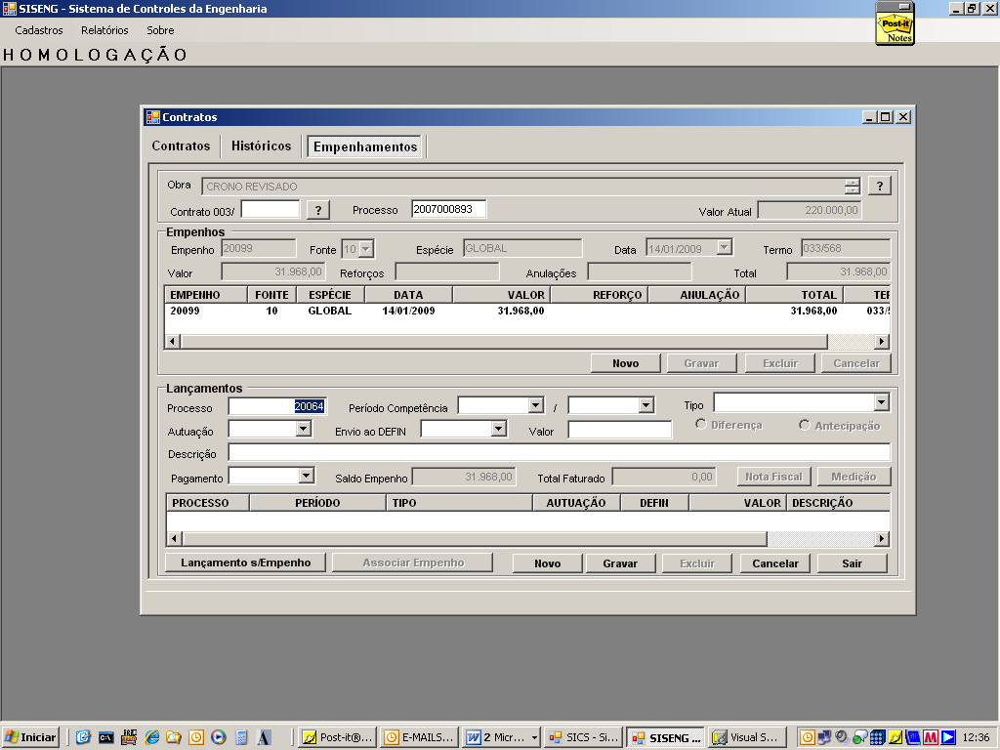 SISENG - Sistema de Controles da Engenharia
Cadastros Relatórios Sobre
Post-it Notes
HOMOLOGAÇÃO
Contratos
Contratos Históricos Empenhamentos
Obra CRONO REVISADO ?
Contrato 003/ ? Processo 2007000893 Valor Atual 220.000,00
Empenhos
Empenho 20099 Fonte 10 Espécie GLOBAL Data 14/01/2009 Termo 033/568
Valor 31.968,00 Reforços Anulações Total 31.968,00
EMPENHO FONTE ESPÉCIE DATA VALOR REFORÇO ANULAÇÃO TOTAL TER
20099 10 GLOBAL 14/01/2009 31.968,00 31.968,00 033/5
Novo Gravar Excluir Cancelar
Lançamentos
Processo 20064 Período Competência / Tipo
Autuação Envio ao DEFIN Valor Diferença Antecipação
Descrição
Pagamento Saldo Empenho 31.968,00 Total Faturado 0,00 Nota Fiscal Medição
PROCESSO PERÍODO TIPO AUTUAÇÃO DEFIN VALOR DESCRIÇÃO
Lançamento s/Empenho Associar Empenho Novo Gravar Excluir Cancelar Sair
Iniciar Post-it®... E-MAILS... 2 Micr... SICS - Si... SISENG ... Visual S... 12:36